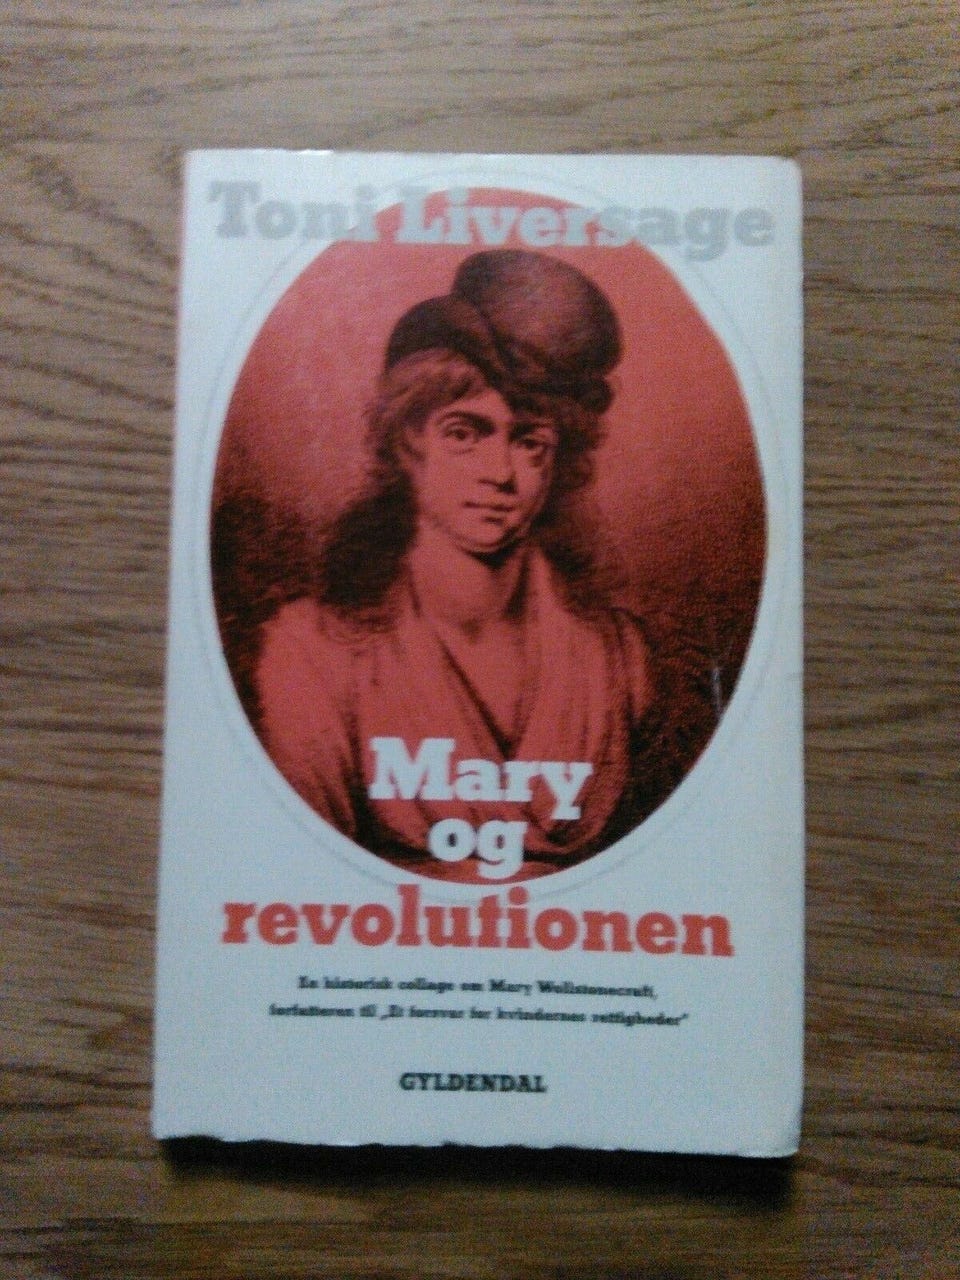 Toni Liversage
Mary
og
revolutionen
En historisk collage om Mary Wollstonecraft,
forfatteren til „Et forsvar for kvindernes rettigheder”
GYLDENDAL